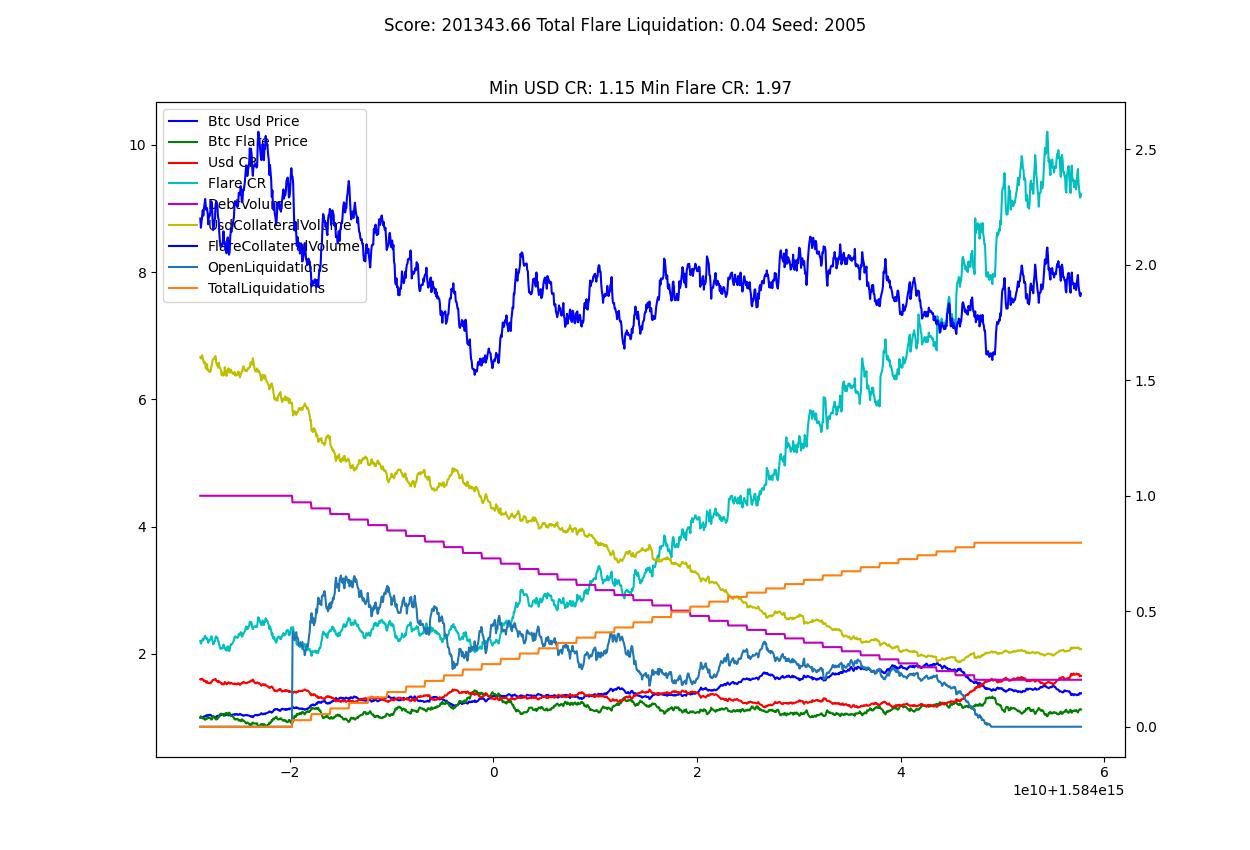 Score: 201343.66 Total Flare Liquidation: 0.04 Seed: 2005
Min USD CR: 1.15 Min Flare CR: 1.97
Btc Usd Price
Btc Flare Price
Usd CR
Flare CR
DebtVolume
UsdCollateralVolume
FlareCollateralVolume
OpenLiquidations
TotalLiquidations
10
8
6
4
2
2.5
2.0
1.5
1.0
0.5
0.0
−2 0 2 4 6
1e10+1.584e15